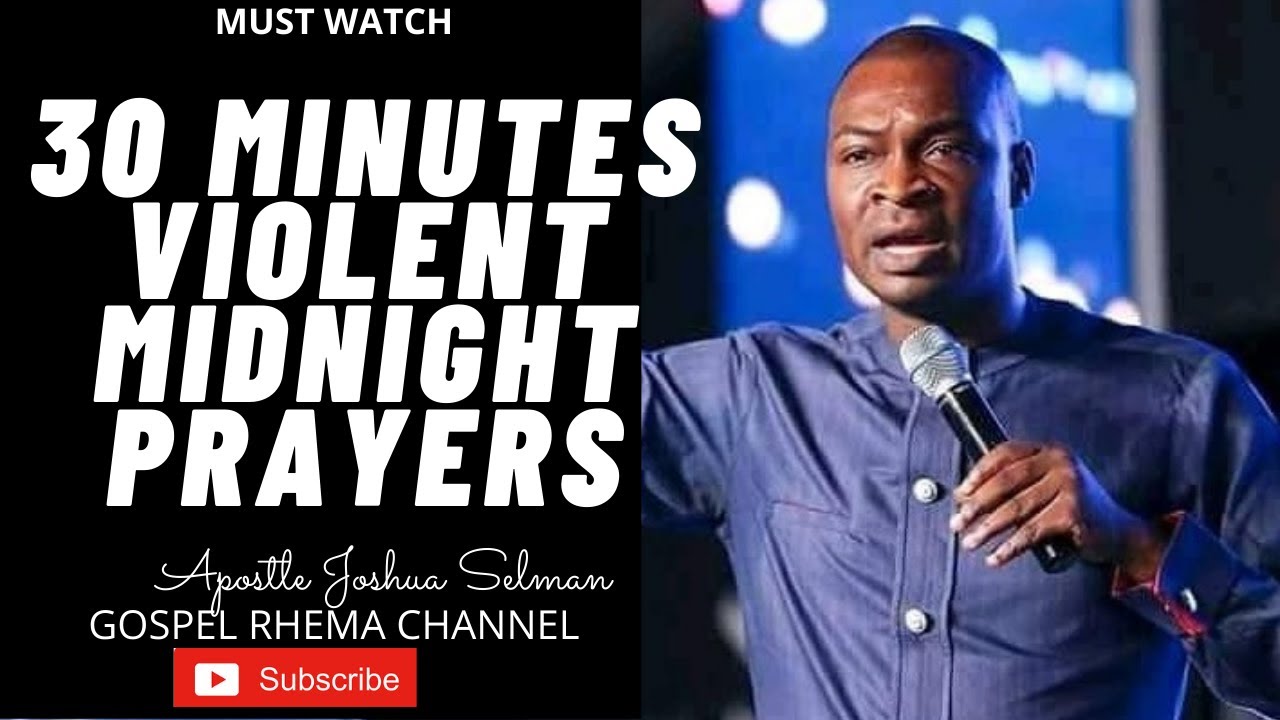 MUST WATCH
30 MINUTES
VIOLENT
MIDNIGHT
PRAYERS
Apostle Joshua Selman
GOSPEL RHEMA CHANNEL
Subscribe